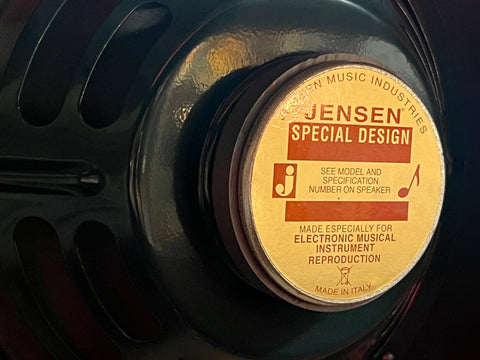 JENSEN MUSIC INDUSTRIES
JENSEN
SPECIAL DESIGN
SEE MODEL AND
SPECIFICATION
NUMBER ON SPEAKER
j
MADE ESPECIALLY FOR
ELECTRONIC MUSICAL
INSTRUMENT
REPRODUCTION
MADE IN ITALY